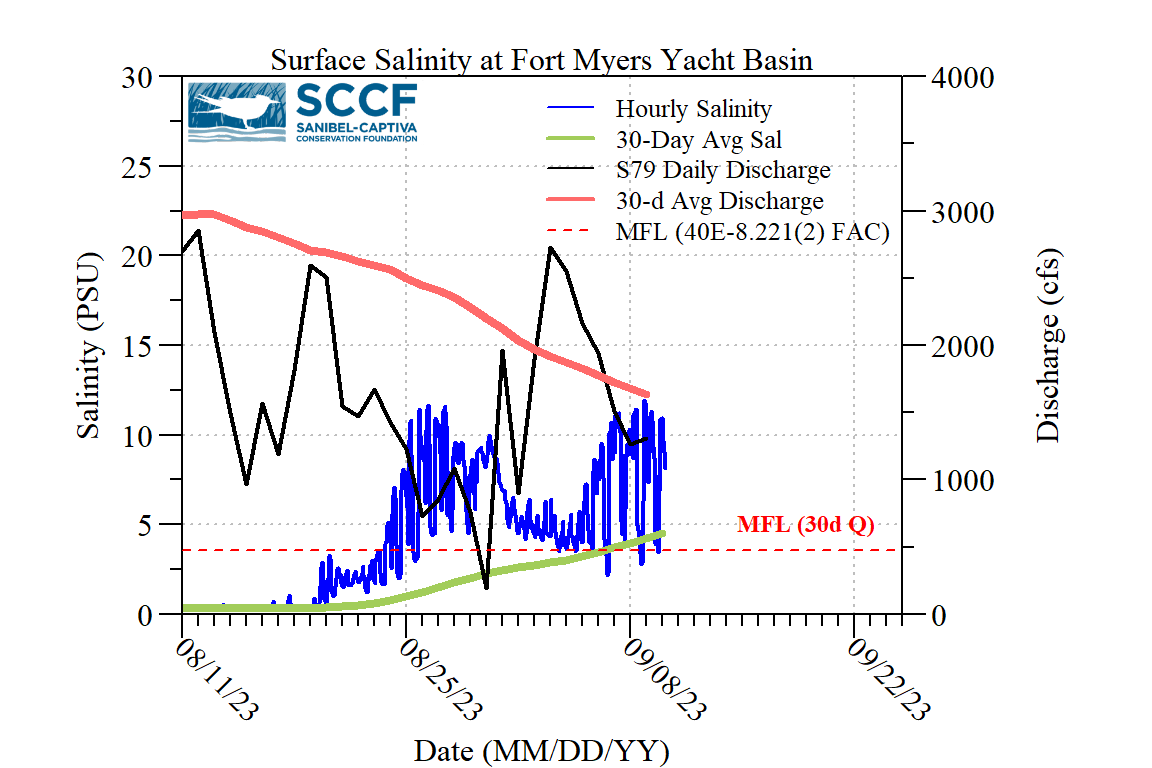 Surface Salinity at Fort Myers Yacht Basin
SCCF
SANIBEL-CAPTIVA
CONSERVATION FOUNDATION
Hourly Salinity
30-Day Avg Sal
S79 Daily Discharge
30-d Avg Discharge
MFL (40E-8.221(2) FAC)
MFL (30d Q)
Salinity (PSU)
30
25
20
15
10
5
0
Discharge (cfs)
4000
3000
2000
1000
0
08/11/23
08/25/23
09/08/23
09/22/23
Date (MM/DD/YY)